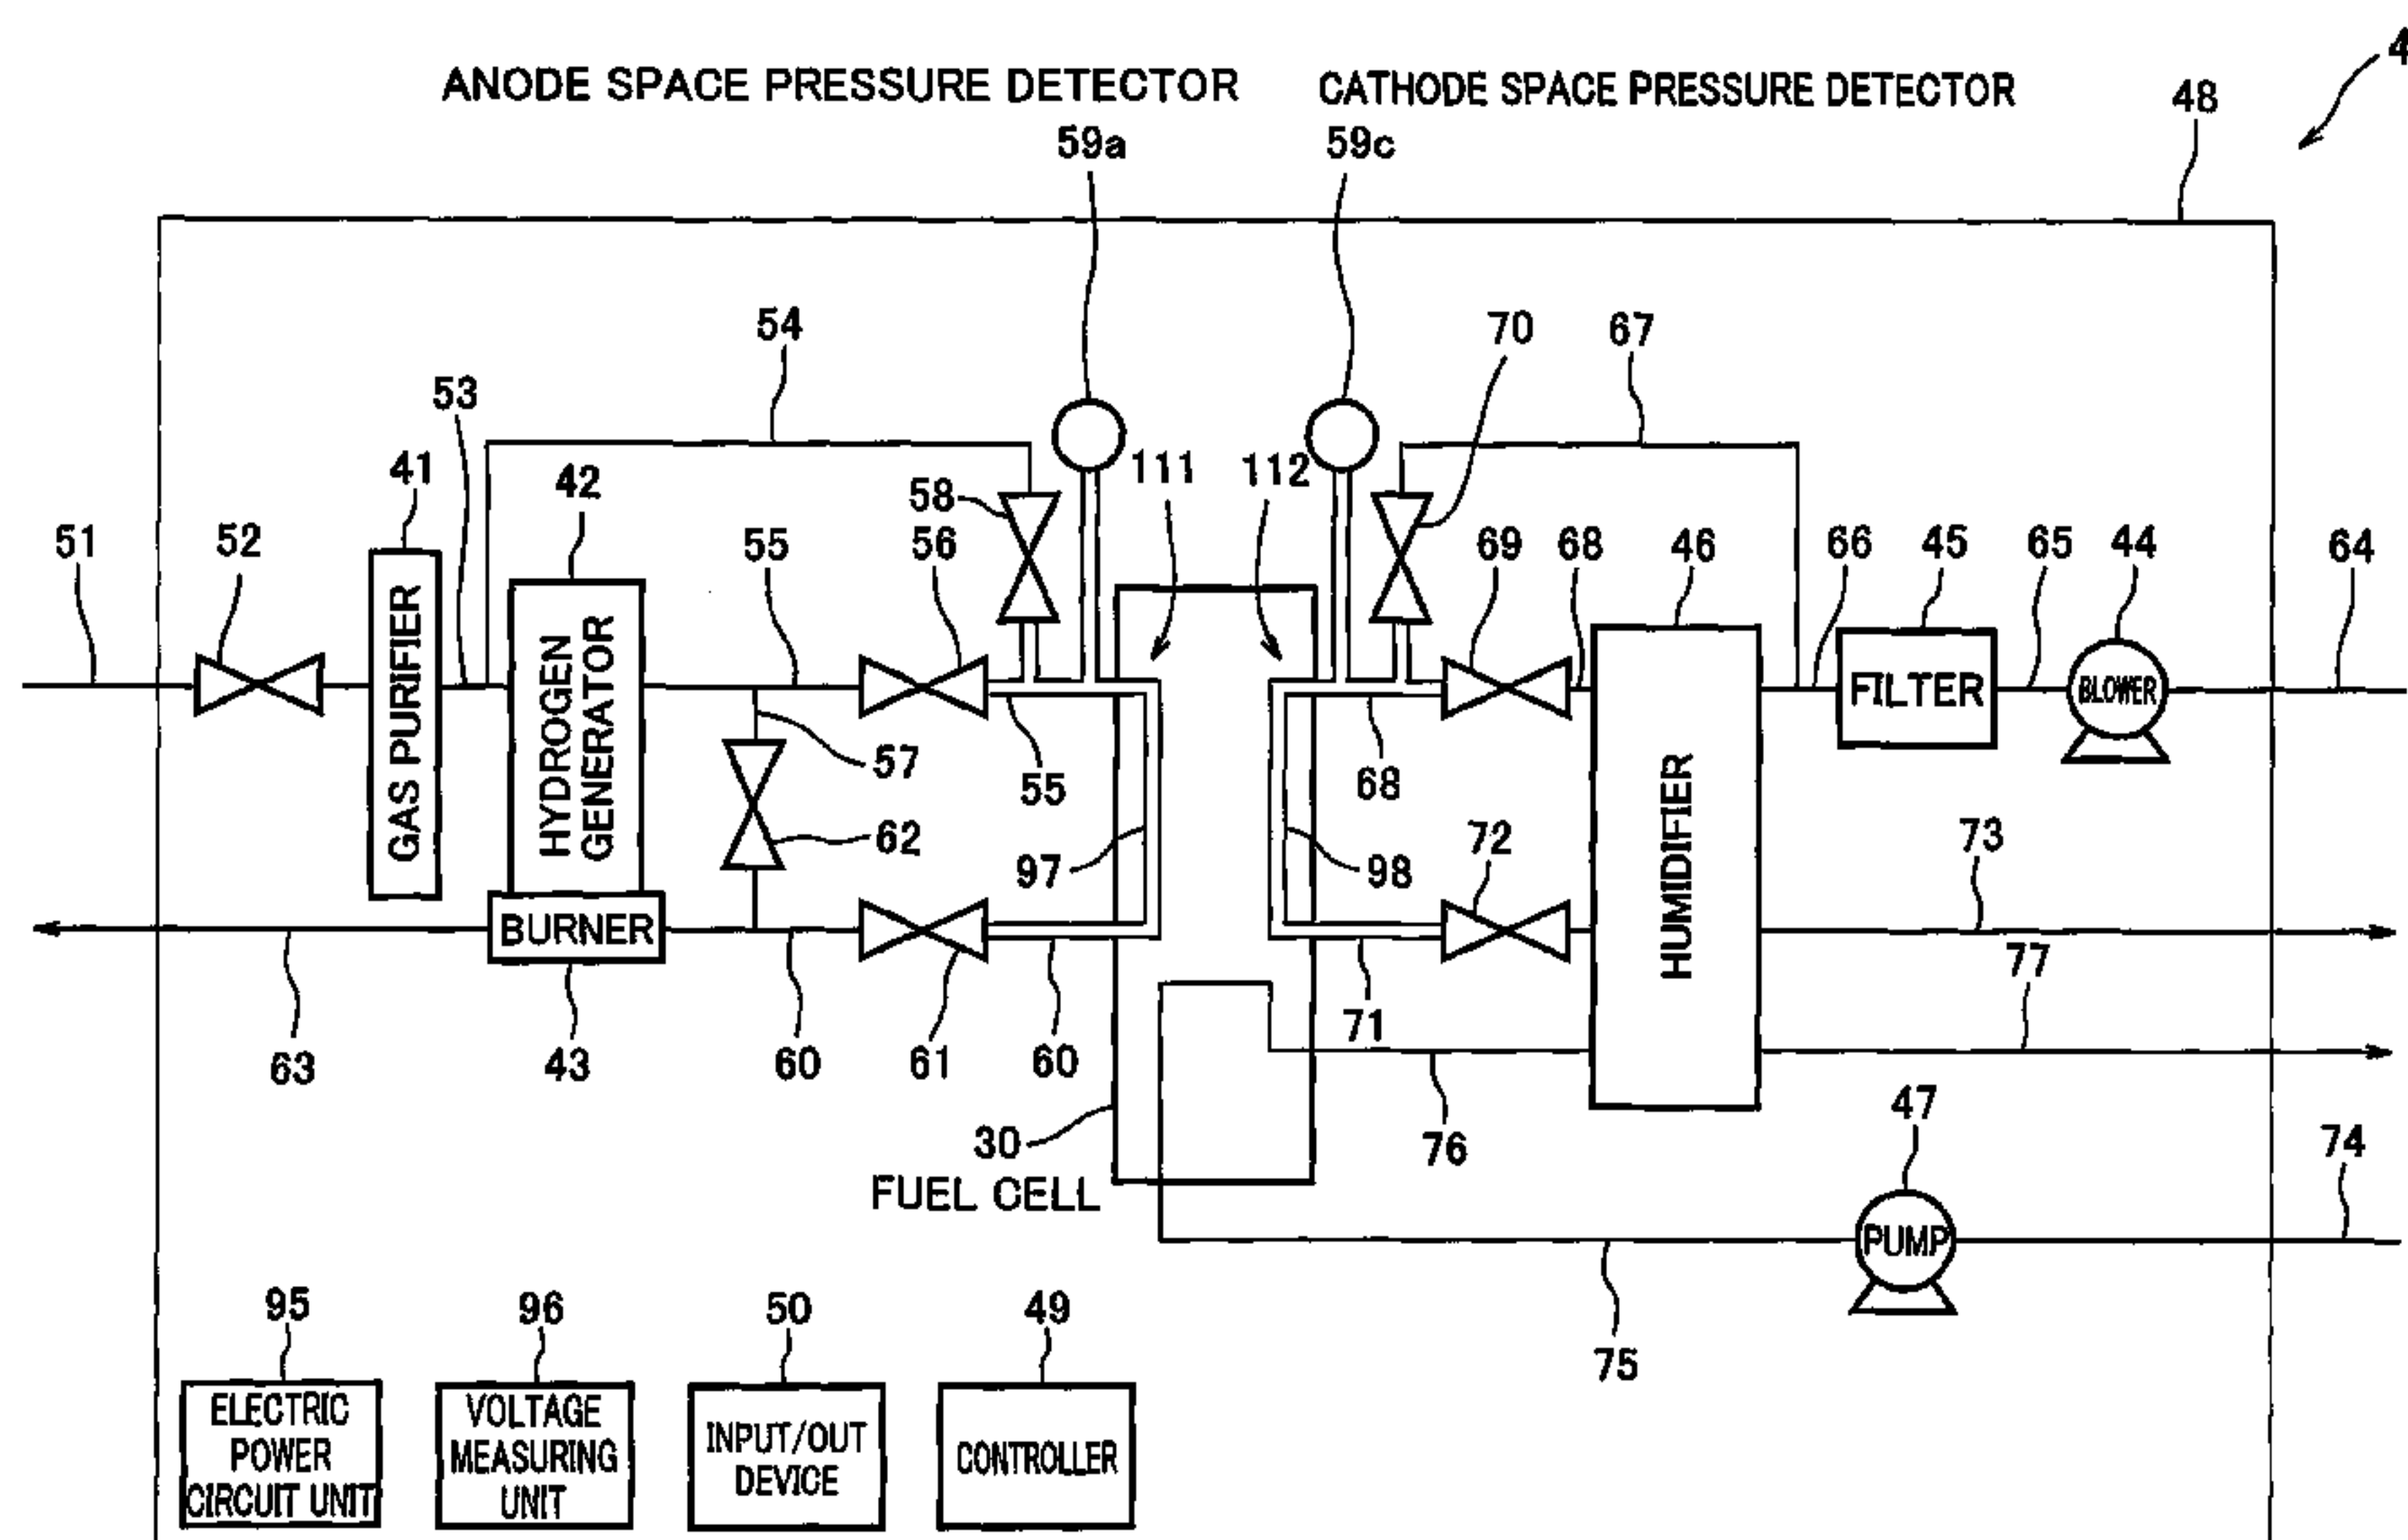 4
ANODE SPACE PRESSURE DETECTOR
CATHODE SPACE PRESSURE DETECTOR
48
59a
59c
54
70
67
53
41
42
58
111
112
51
52
55
56
69
68
46
66
45
65
44
64
GAS PURIFIER
HYDROGEN
GENERATOR
FILTER
BLOWER
57
55
68
62
97
98
72
HUMIDIFIER
73
BURNER
77
63
43
60
61
60
71
30
FUEL CELL
76
47
74
PUMP
75
95
96
50
49
ELECTRIC
POWER
CIRCUIT UNIT
VOLTAGE
MEASURING
UNIT
INPUT/OUT
DEVICE
CONTROLLER